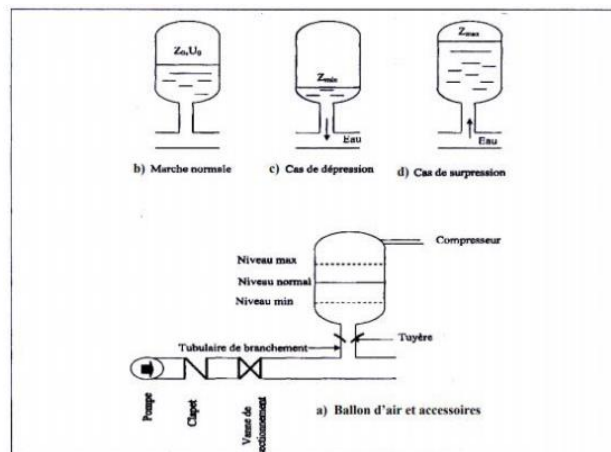 Z₀,U₀
Zmin
Zmax
Eau
Eau
b) Marche normale
c) Cas de dépression
d) Cas de surpression
Compresseur
Niveau max
Niveau normal
Niveau min
Tuyère
Tubulaire de branchement
Pompe
Clapet
Vanne de
sectionnement
a) Ballon d'air et accessoires